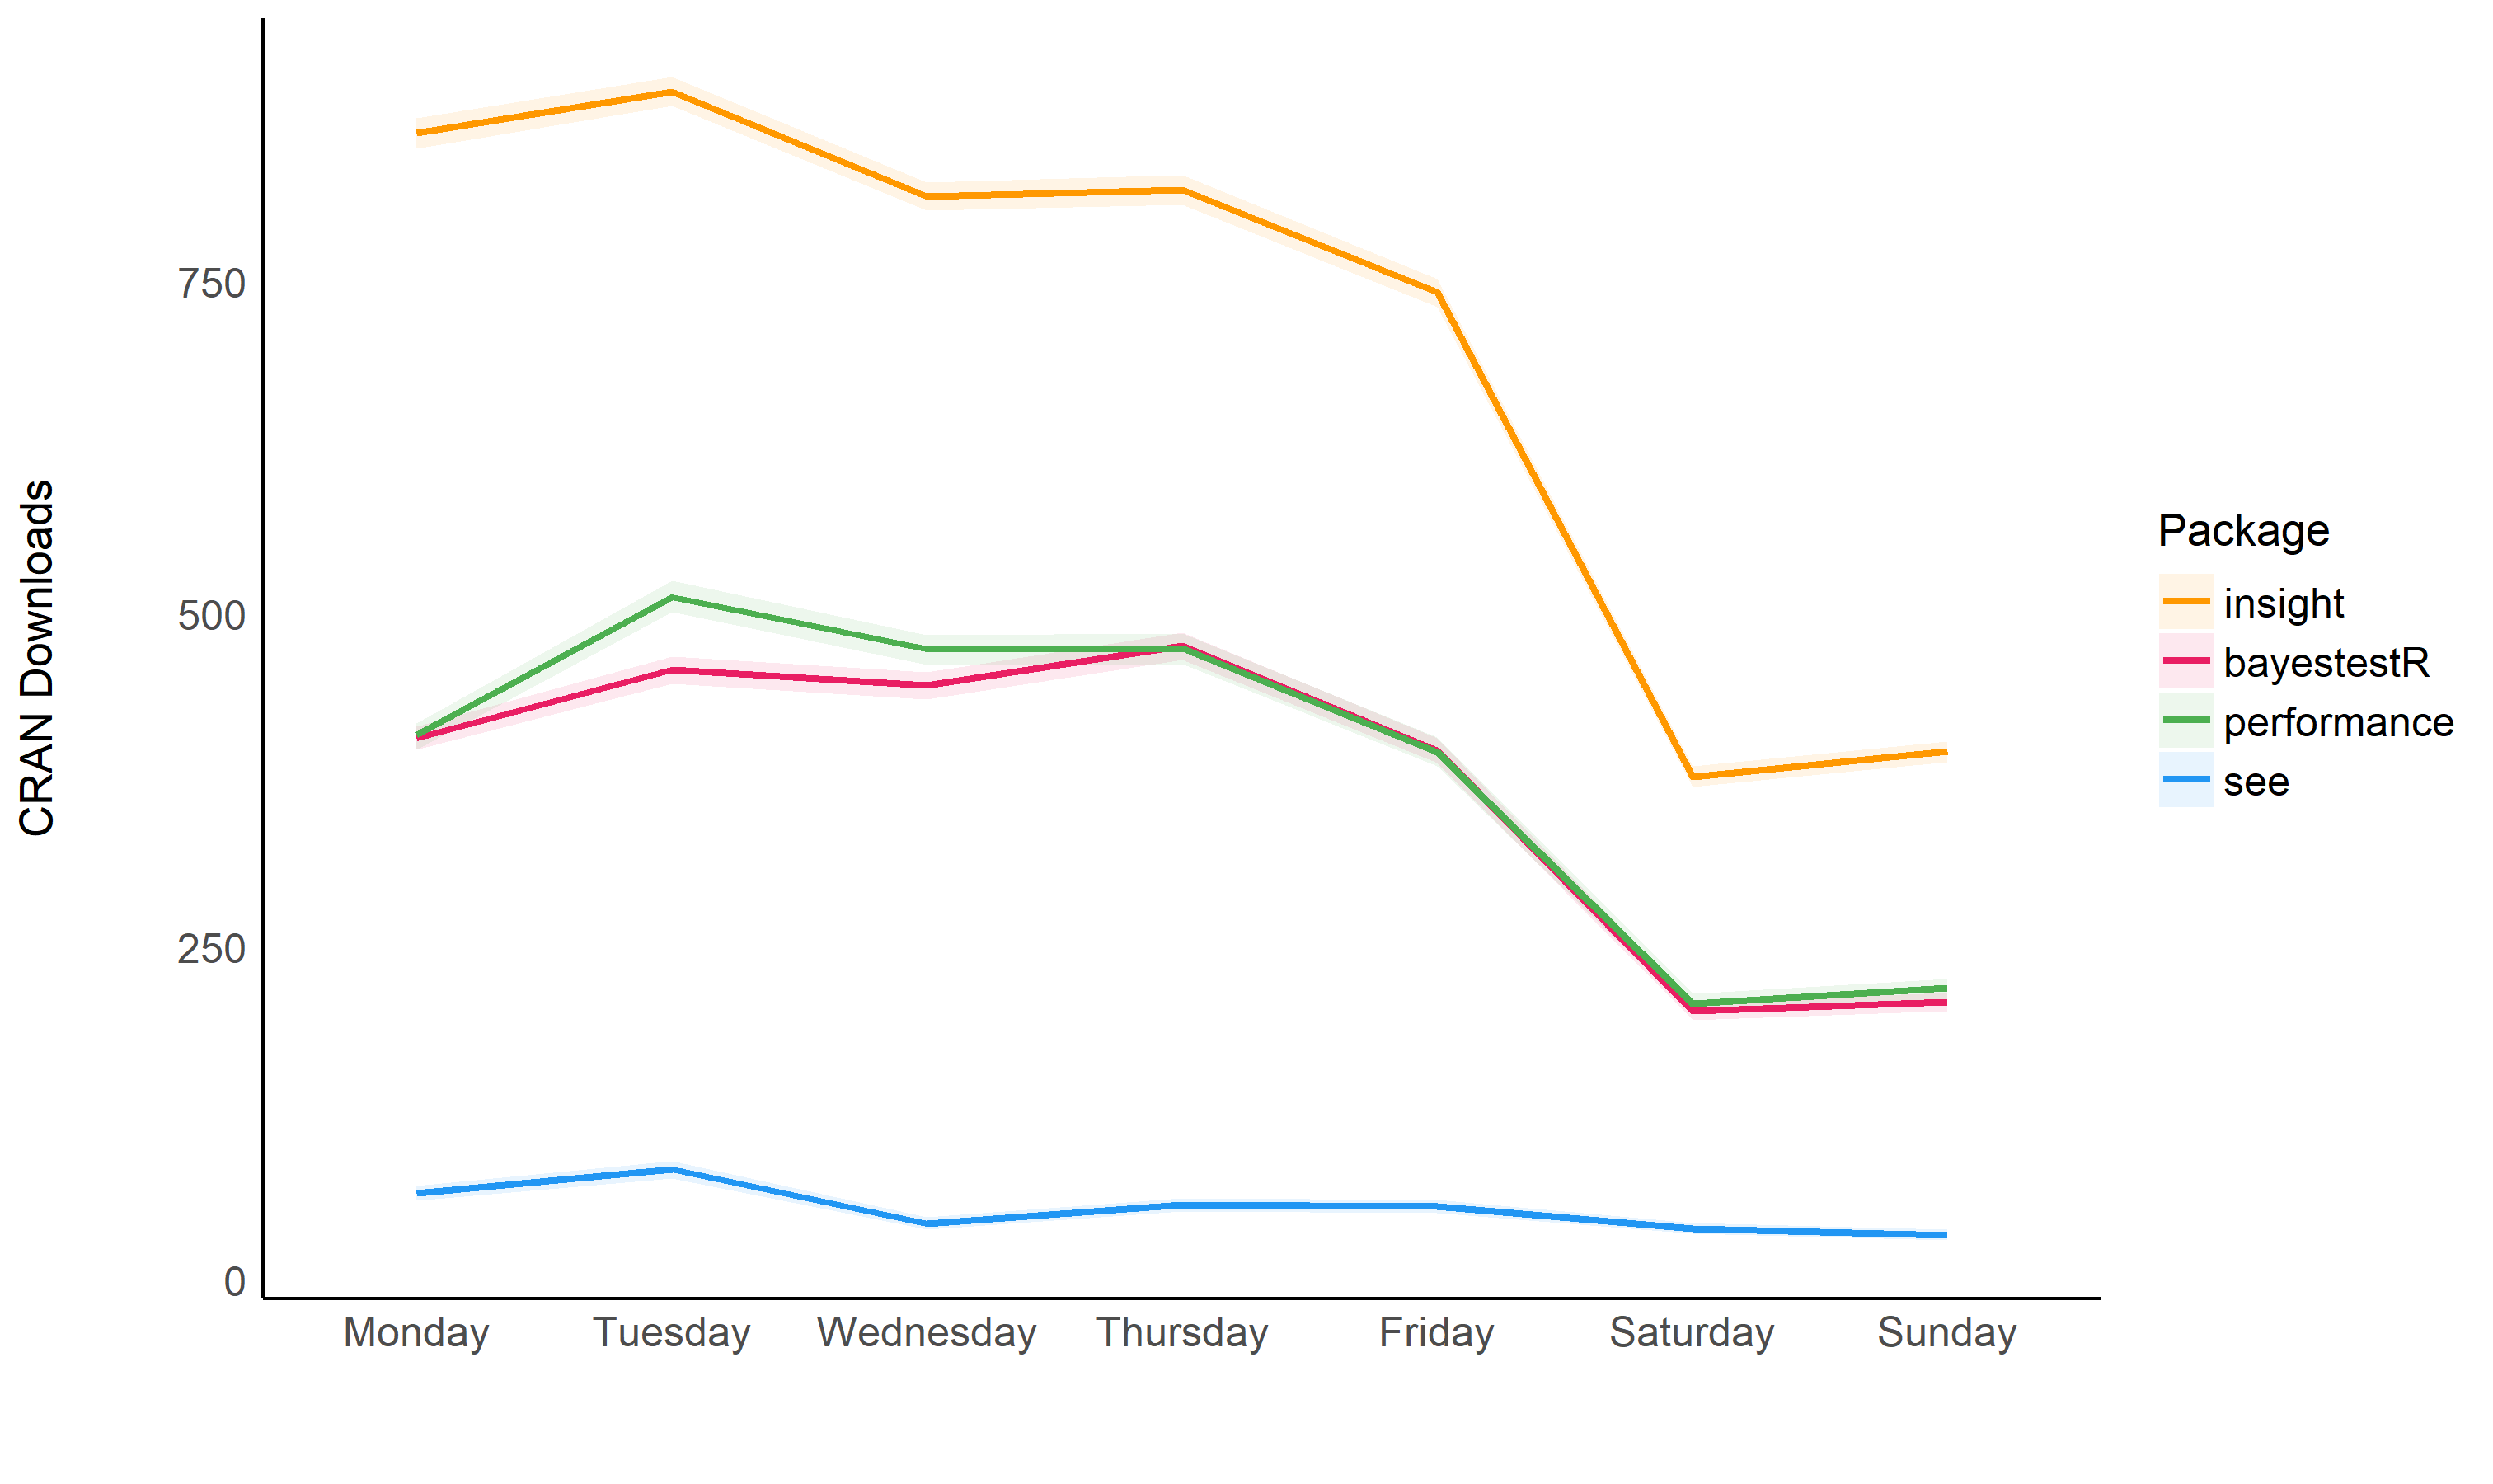 CRAN Downloads
750
500
250
0
Monday Tuesday Wednesday Thursday Friday Saturday Sunday
Package
insight
bayestestR
performance
see